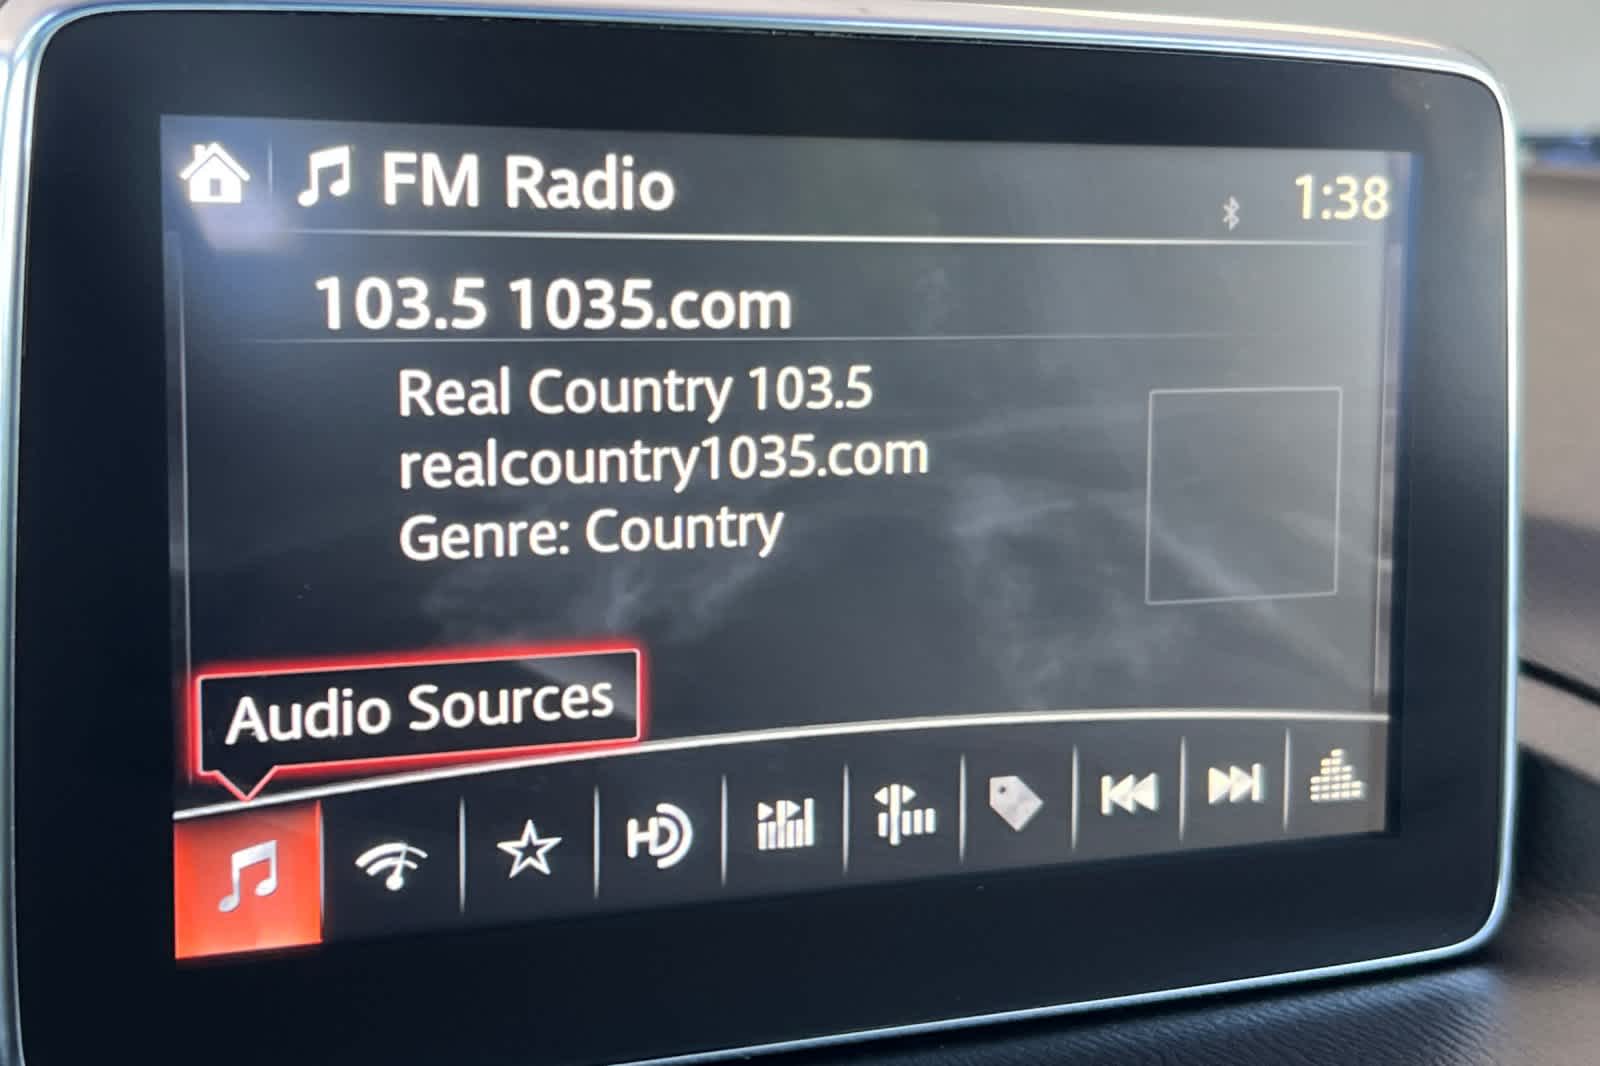 FM Radio
1:38
103.5 1035.com
Real Country 103.5
realcountry1035.com
Genre: Country
Audio Sources
HD